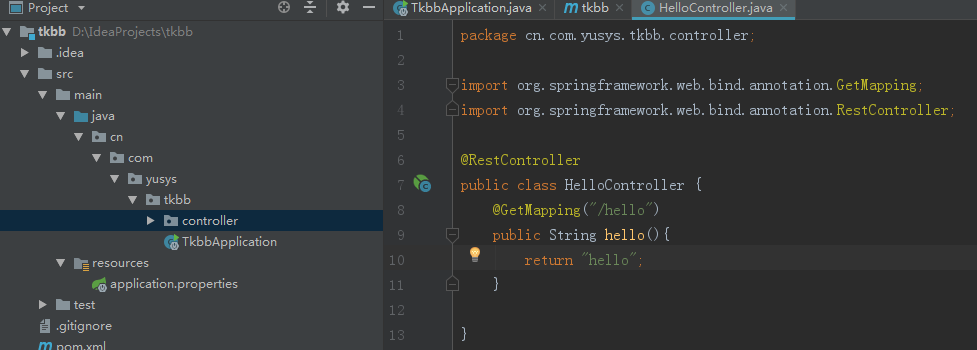 Project
tkbb D:\IdeaProjects\tkbb
.idea
src
main
java
cn
com
yusys
tkbb
controller
TkbbApplication
resources
application.properties
test
.gitignore
pom.xml
TkbbApplication.java
tkbb
HelloController.java
1 package cn.com.yusys.tkbb.controller;
2
3 import org.springframework.web.bind.annotation.GetMapping;
4 import org.springframework.web.bind.annotation.RestController;
5
6 @RestController
7 public class HelloController {
8 @GetMapping("/hello")
9 public String hello(){
10 return "hello";
11 }
12
13 }